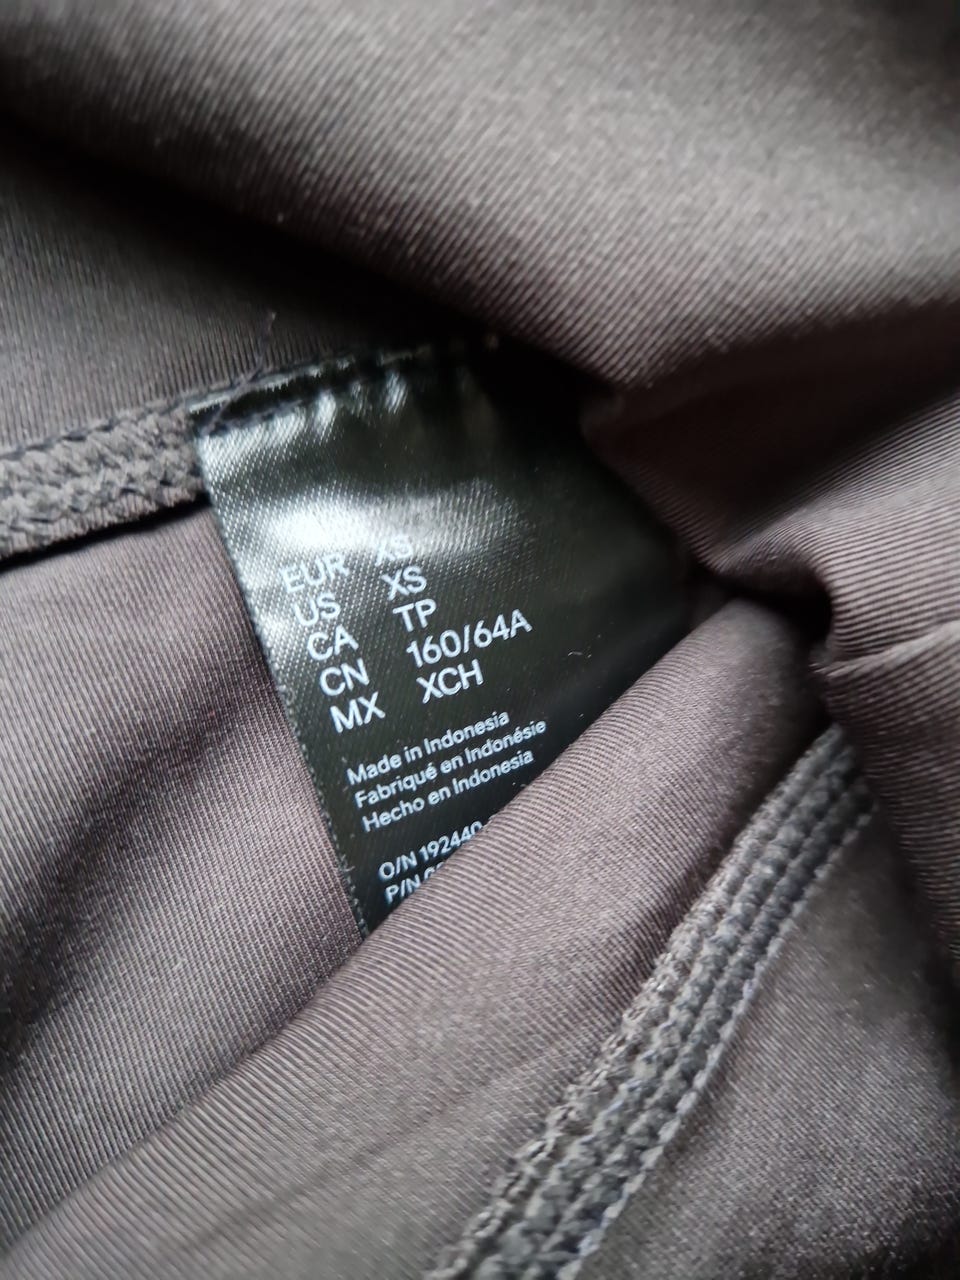 EUR XS
US XS
CA TP
CN 160/64A
MX XCH
Made in Indonesia
Fabriqué en Indonésie
Hecho en Indonesia
O/N 192440
P/N